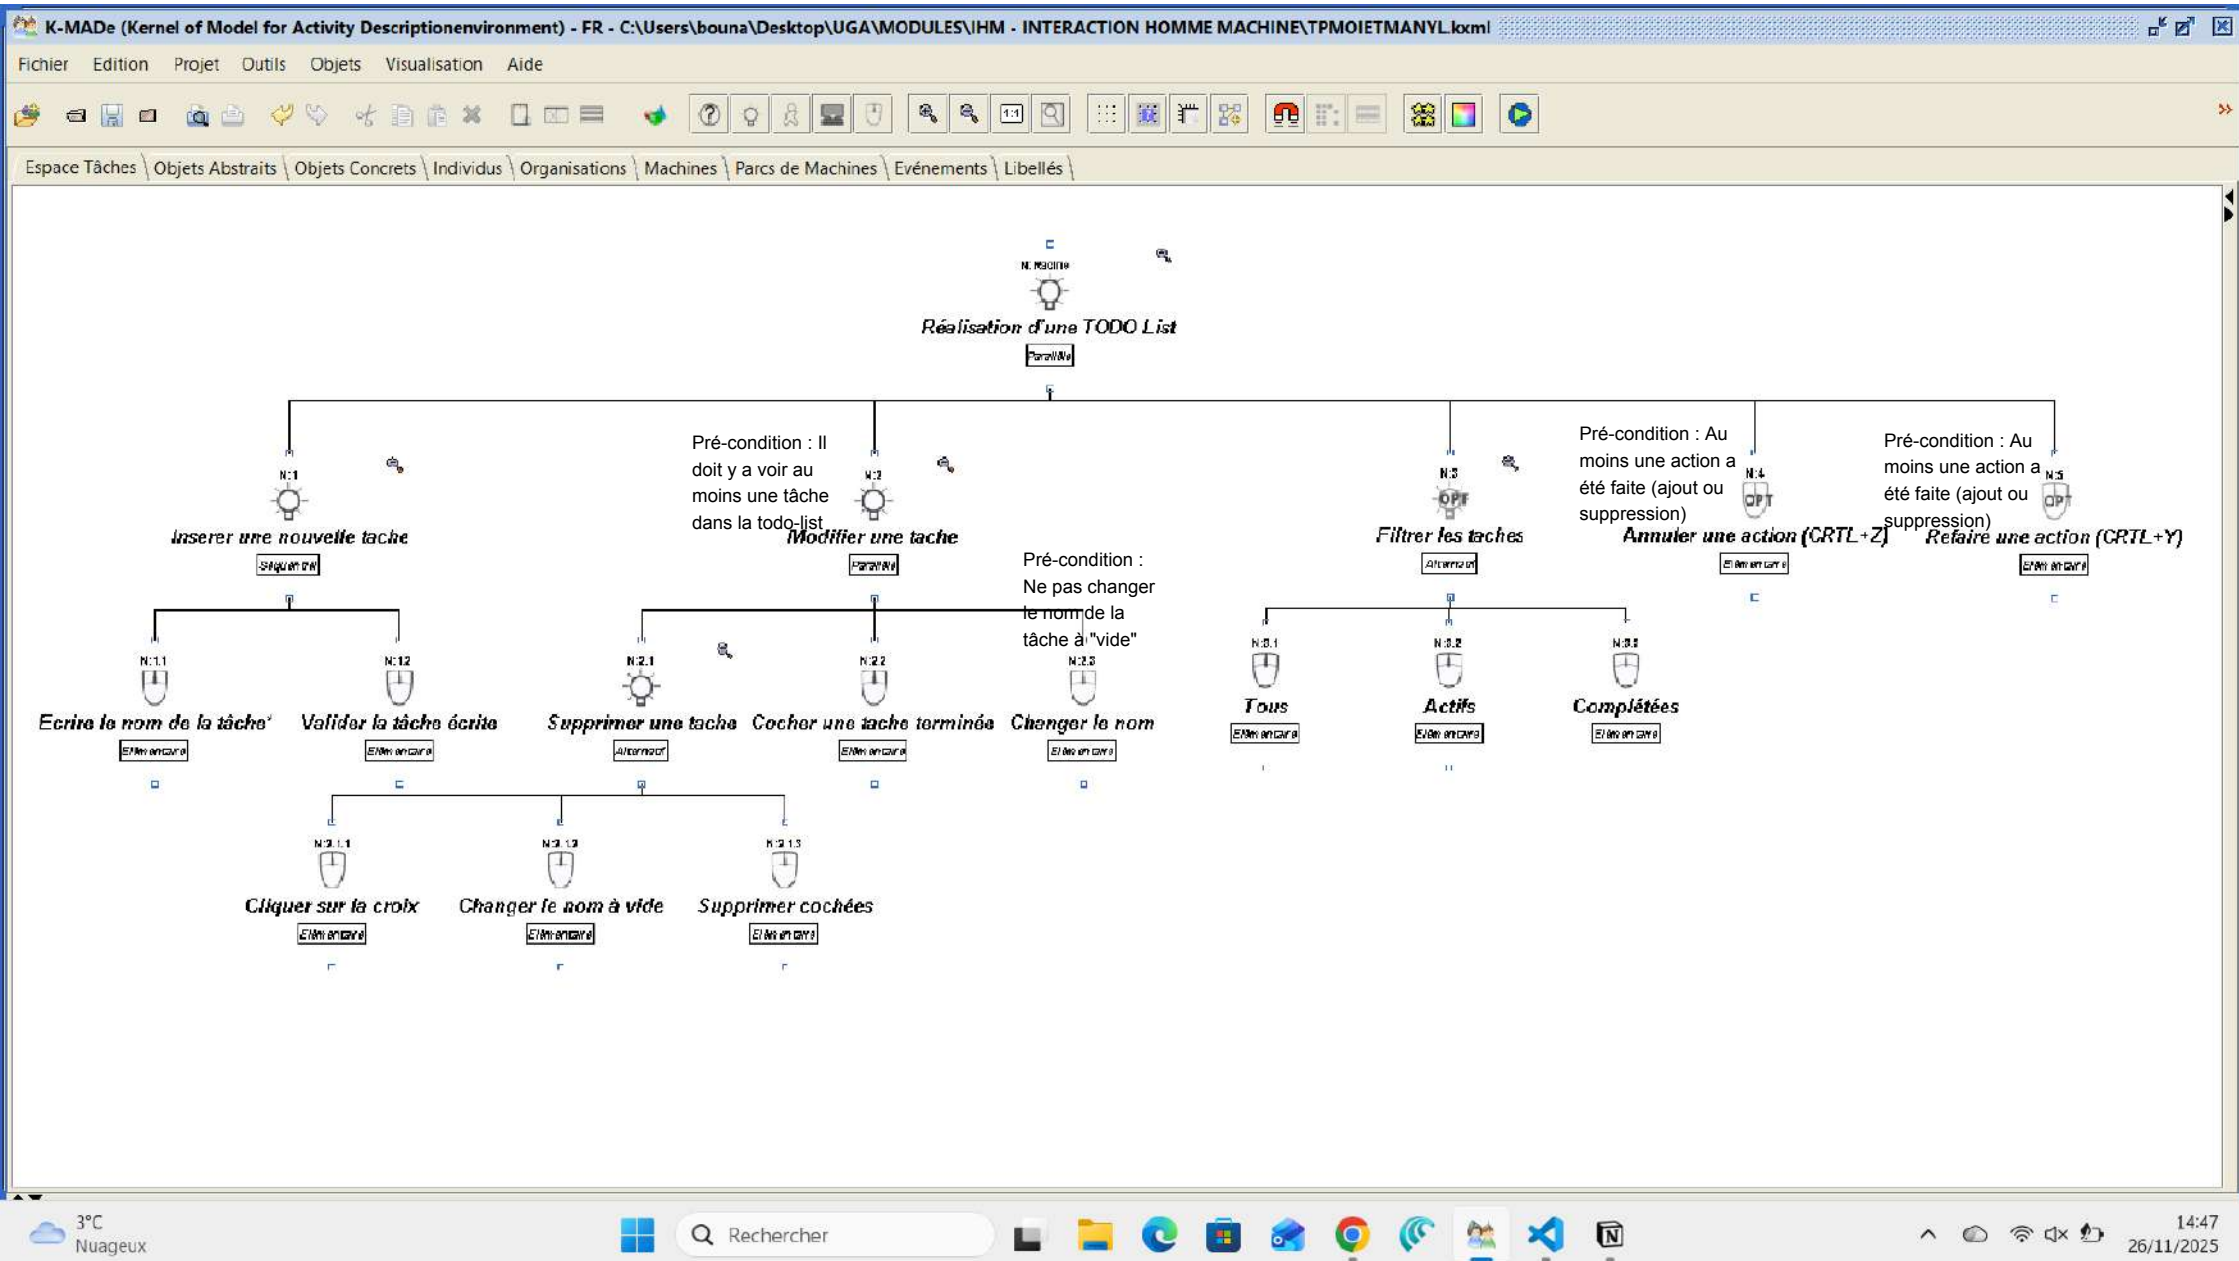 K-MADe (Kernel of Model for Activity Descriptionenvironment) - FR - C:\Users\bouna\Desktop\UGA\MODULES\IHM - INTERACTION HOMME MACHINE\TPMOIETMANYL.kxml
Fichier Edition Projet Outils Objets Visualisation Aide
1:1
Espace Tâches Objets Abstraits Objets Concrets Individus Organisations Machines Parcs de Machines Evénements Libellés
N: Racine
Réalisation d'une TODO List
Parallèle
Pré-condition : Il
doit y a voir au
moins une tâche
dans la todo-list
Pré-condition : Au
moins une action a
été faite (ajout ou
suppression)
Pré-condition : Au
moins une action a
été faite (ajout ou
suppression)
N:1
Inserer une nouvelle tache
Séquentiel
N:2
Modifier une tache
Parallèle
N:3
OPT
Filtrer les taches
Alternatif
N:4
OPT
Annuler une action (CRTL+Z)
Elémentaire
N:5
OPT
Refaire une action (CRTL+Y)
Elémentaire
Pré-condition :
Ne pas changer
le nom de la
tâche à "vide"
N:1.1
Ecrire le nom de la tâche'
Elémentaire
N:1.2
Valider la tâche écrite
Elémentaire
N:2.1
Supprimer une tache
Alternatif
N:2.2
Cocher une tache terminée
Elémentaire
N:2.3
Changer le nom
Elémentaire
N:3.1
Tous
Elémentaire
N:3.2
Actifs
Elémentaire
N:3.3
Complétées
Elémentaire
N:2.1.1
Cliquer sur la croix
Elémentaire
N:2.1.2
Changer le nom à vide
Elémentaire
N:2.1.3
Supprimer cochées
Elémentaire
3°C
Nuageux
Rechercher
14:47
26/11/2025